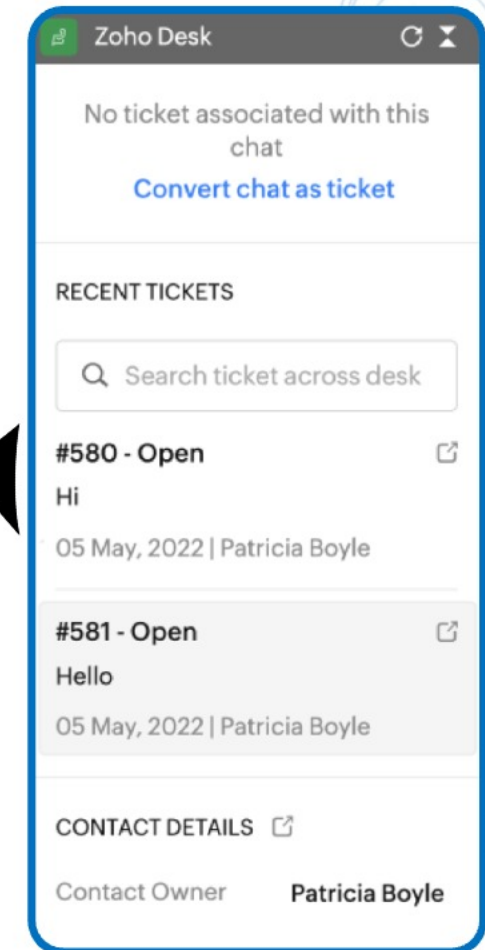 Zoho Desk
No ticket associated with this
chat
Convert chat as ticket
RECENT TICKETS
Search ticket across desk
#580 - Open
Hi
05 May, 2022 | Patricia Boyle
#581 - Open
Hello
05 May, 2022 | Patricia Boyle
CONTACT DETAILS
Contact Owner Patricia Boyle